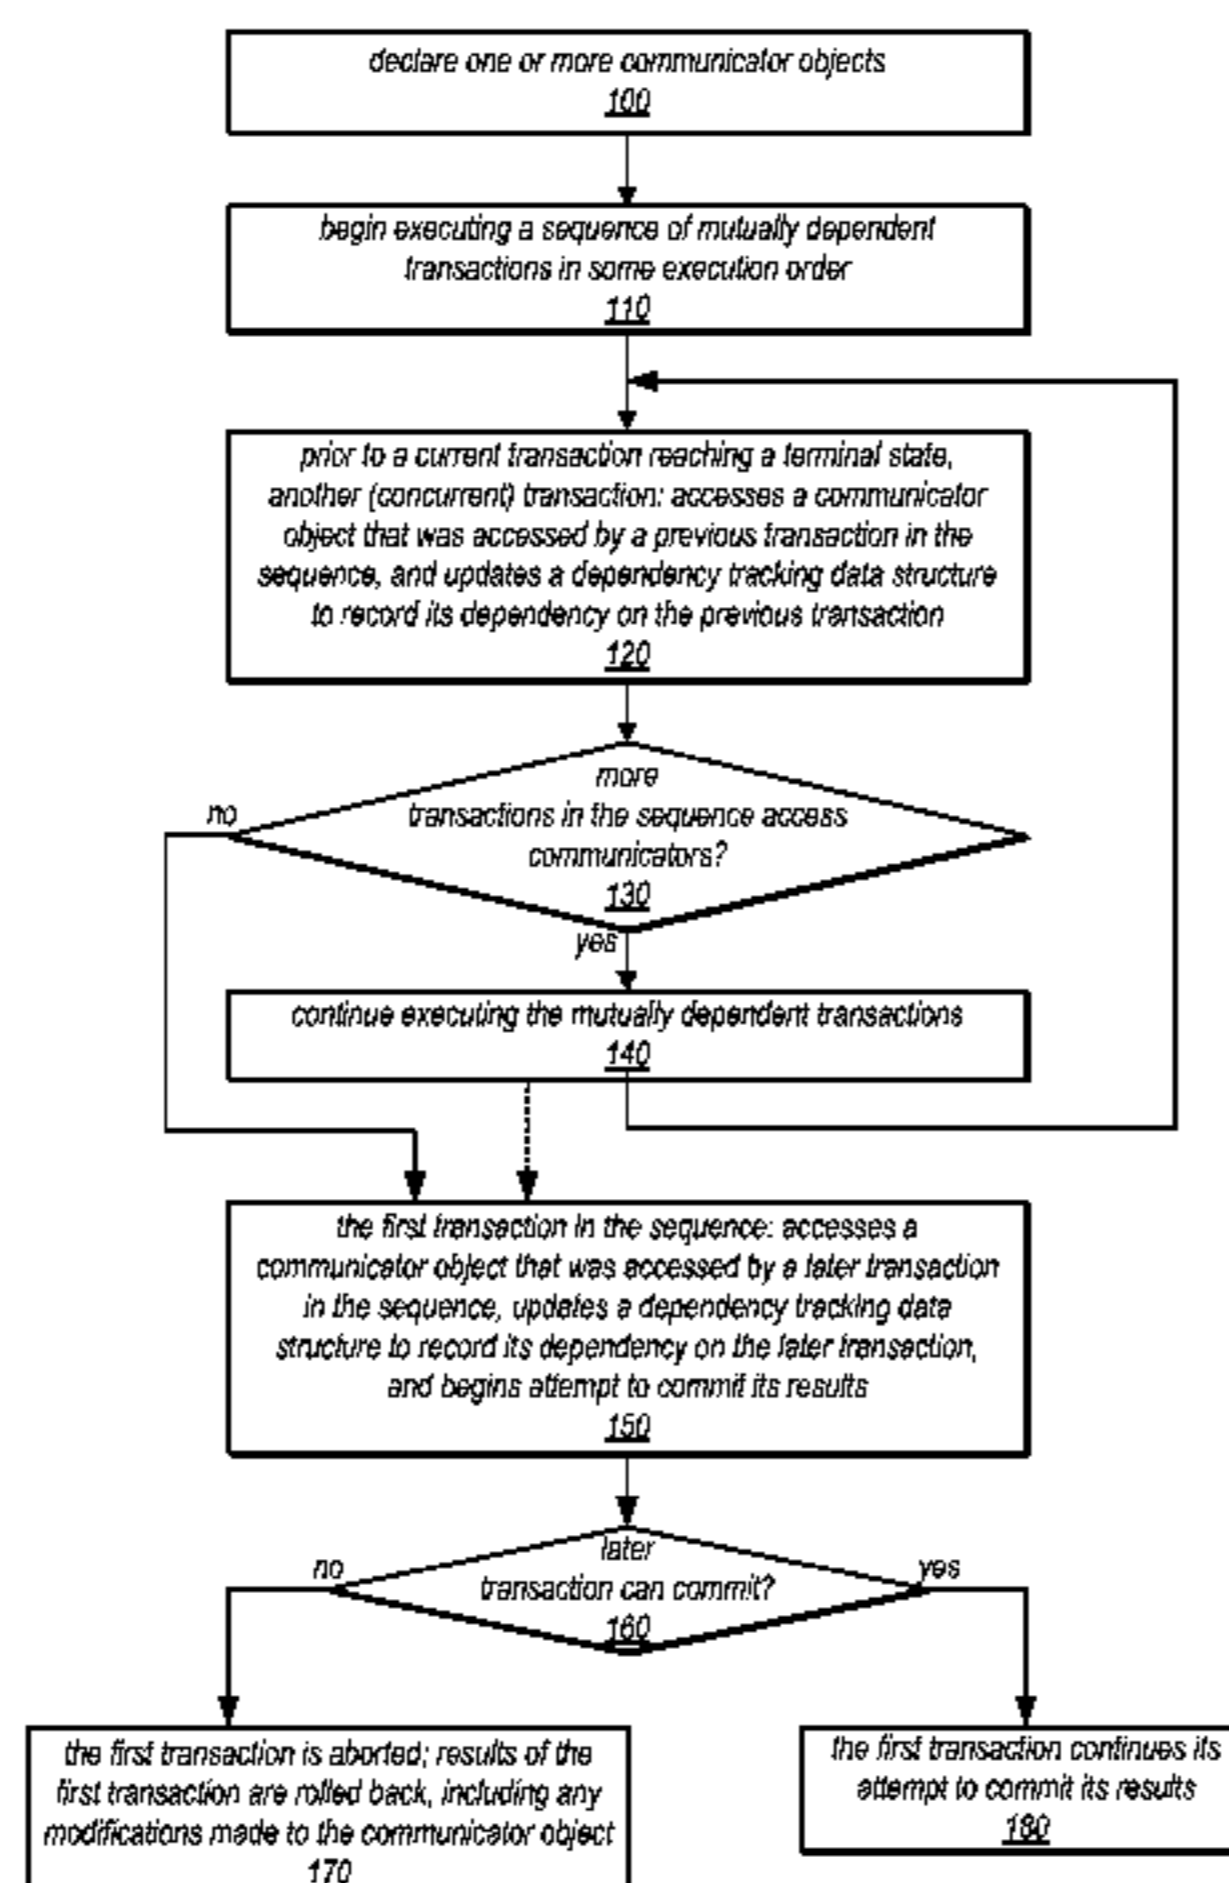 declare one or more communicator objects
100
begin executing a sequence of mutually dependent
transactions in some execution order
110
prior to a current transaction reaching a terminal state,
another (concurrent) transaction: accesses a communicator
object that was accessed by a previous transaction in the
sequence, and updates a dependency tracking data structure
to record its dependency on the previous transaction
120
no
more
transactions in the sequence access
communicators?
130
yes
continue executing the mutually dependent transactions
140
the first transaction in the sequence: accesses a
communicator object that was accessed by a later transaction
in the sequence, updates a dependency tracking data
structure to record its dependency on the later transaction,
and begins attempt to commit its results
150
no
later
transaction can commit?
160
yes
the first transaction is aborted; results of the
first transaction are rolled back, including any
modifications made to the communicator object
170
the first transaction continues its
attempt to commit its results
180